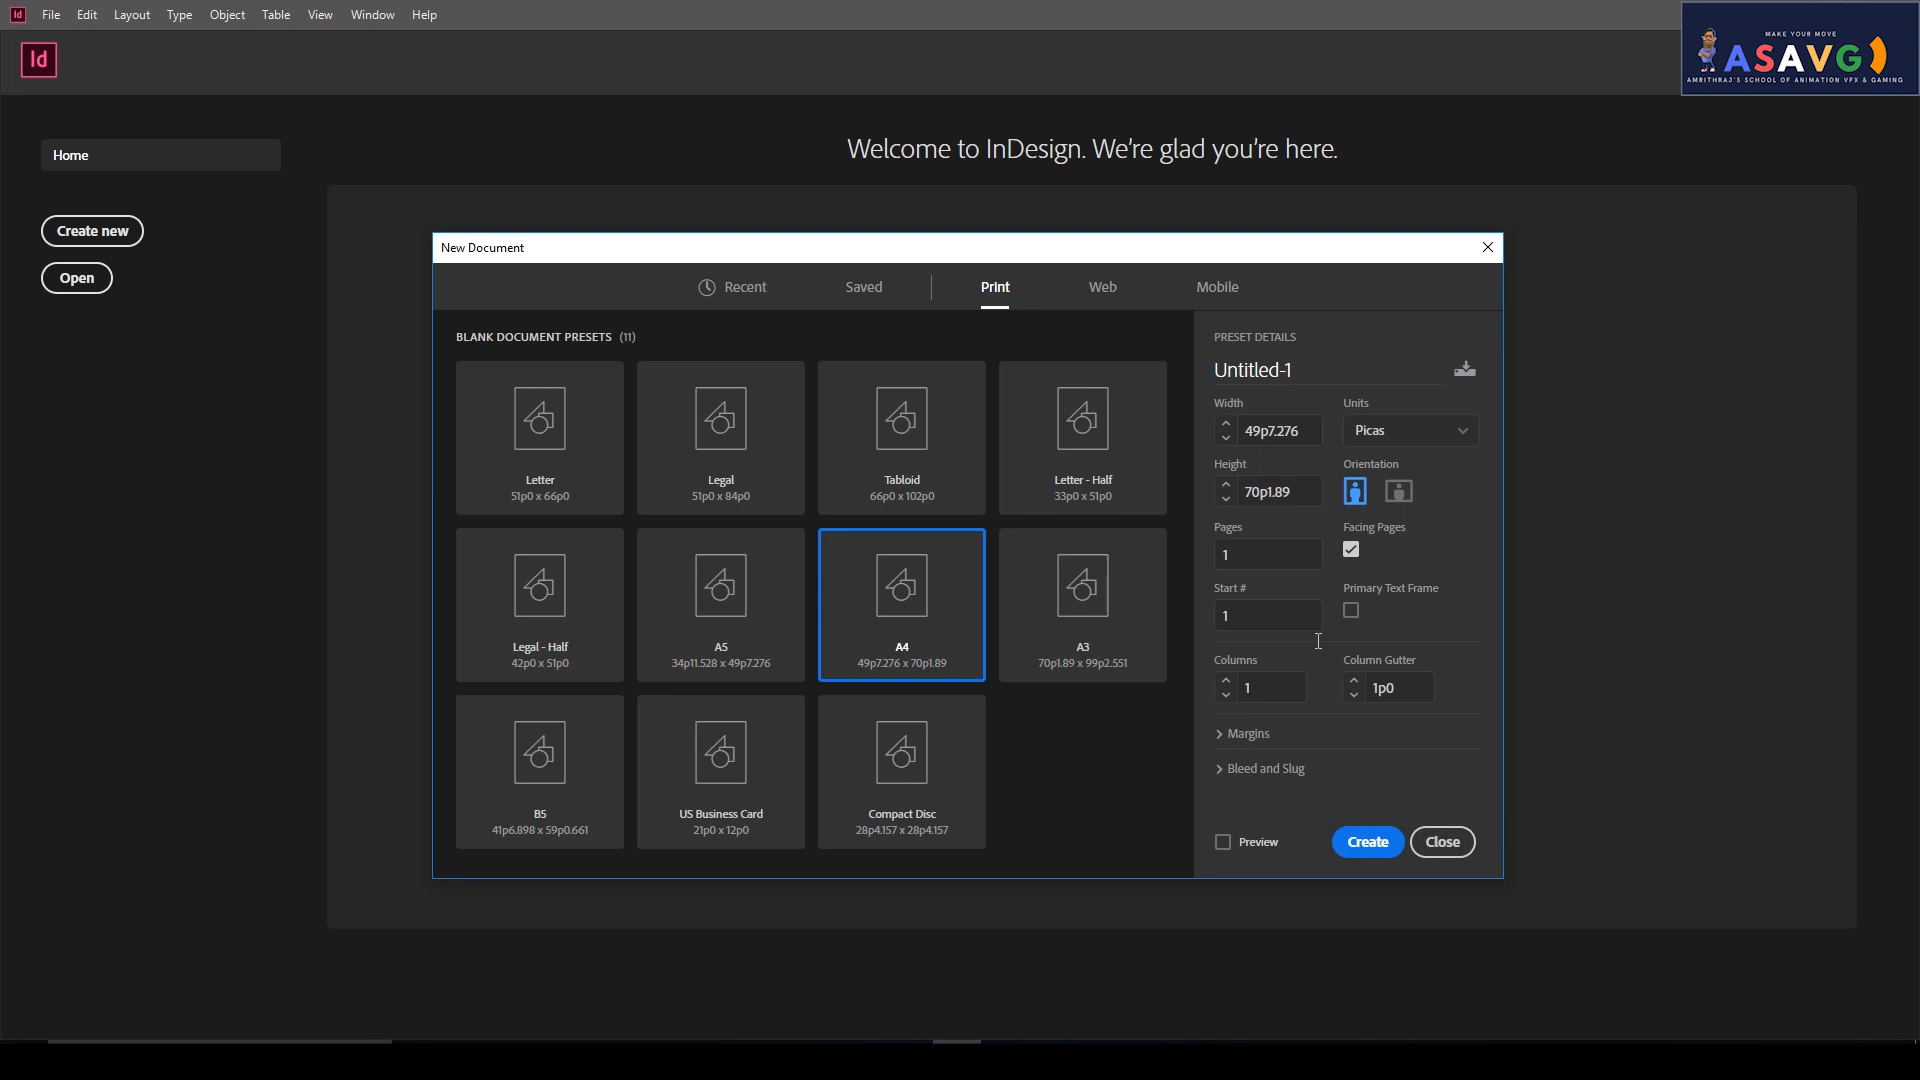 Id File Edit Layout Type Object Table View Window Help
MAKE YOUR MOVE
ASAVG
AMRITHRAJ'S SCHOOL OF ANIMATION VFX & GAMING
Id
Home
Create new
Open
Welcome to InDesign. We're glad you're here.
New Document
Recent Saved Print Web Mobile
BLANK DOCUMENT PRESETS (11)
Letter
51p0 x 66p0
Legal
51p0 x 84p0
Tabloid
66p0 x 102p0
Letter - Half
33p0 x 51p0
Legal - Half
42p0 x 51p0
A5
34p11.528 x 49p7.276
A4
49p7.276 x 70p1.89
A3
70p1.89 x 99p2.551
B5
41p6.898 x 59p0.661
US Business Card
21p0 x 12p0
Compact Disc
28p4.157 x 28p4.157
PRESET DETAILS
Untitled-1
Width Units
49p7.276 Picas
Height Orientation
70p1.89
Pages Facing Pages
1
Start # Primary Text Frame
1
Columns Column Gutter
1 1p0
Margins
Bleed and Slug
Preview Create Close